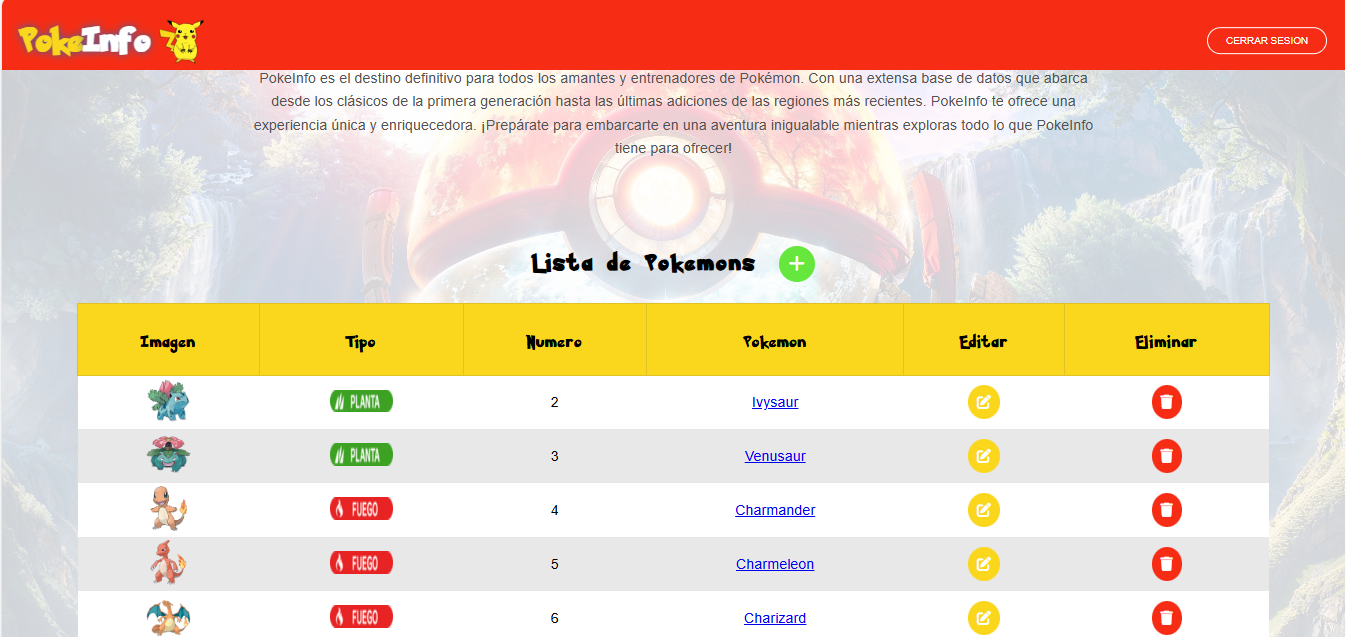 PokeInfo
CERRAR SESION
PokeInfo es el destino definitivo para todos los amantes y entrenadores de Pokémon. Con una extensa base de datos que abarca
desde los clásicos de la primera generación hasta las últimas adiciones de las regiones más recientes. PokeInfo te ofrece una
experiencia única y enriquecedora. ¡Prepárate para embarcarte en una aventura inigualable mientras exploras todo lo que PokeInfo
tiene para ofrecer!
Lista de Pokemons
Imagen Tipo Numero Pokemon Editar Eliminar
PLANTA 2 Ivysaur
PLANTA 3 Venusaur
FUEGO 4 Charmander
FUEGO 5 Charmeleon
FUEGO 6 Charizard